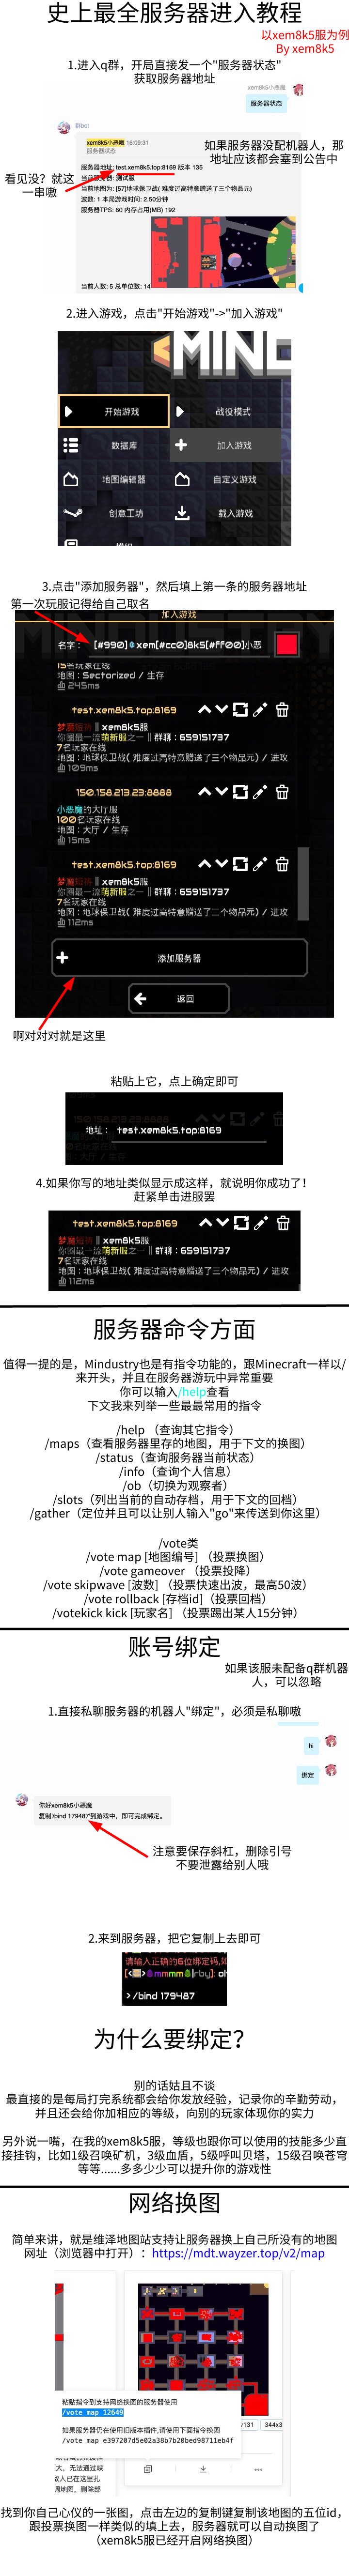 史上最全服务器进入教程
以xem8k5服为例
By xem8k5
1.进入q群，开局直接发一个"服务器状态"
获取服务器地址
xem8k5小恶魔
服务器状态
群bot
xem8k5小恶魔 16:09:31
服务器状态
如果服务器没配机器人，那
地址应该都会塞到公告中
服务器地址: test.xem8k5.top:8169 版本 135
看见没？就这
一串嗷
当前服务器: 测试服
当前地图为: [57]地球保卫战( 难度过高特意赠送了三个物品元)
波数: 1 本局游戏时间: 2.50分钟
服务器TPS: 60 内存占用(MB) 192
当前人数: 5 总单位数: 14
2.进入游戏，点击"开始游戏"->"加入游戏"
MIND
开始游戏
战役模式
数据库
加入游戏
地图编辑器
自定义游戏
创意工坊
载入游戏
模组
3.点击"添加服务器"，然后填上第一条的服务器地址
第一次玩服记得给自己取名
加入游戏
名字：
[#990]xem[#cc0]8k5[#ff00]小恶
15名玩家在线
地图：Sectorized / 生存
245ms
test.xem8k5.top:8169
梦魔短裙 || xem8k5服
你圈最一流萌新服之一 || 群聊：659151737
7名玩家在线
地图：地球保卫战( 难度过高特意赠送了三个物品元) / 进攻
109ms
150.158.213.23:8888
小恶魔的大厅服
100名玩家在线
地图：大厅 / 生存
15ms
test.xem8k5.top:8169
梦魔短裙 || xem8k5服
你圈最一流萌新服之一 || 群聊：659151737
7名玩家在线
地图：地球保卫战( 难度过高特意赠送了三个物品元) / 进攻
112ms
添加服务器
返回
啊对对对就是这里
粘贴上它，点上确定即可
150.158.213.23:8888
地址： test.xem8k5.top:8169
4.如果你写的地址类似显示成这样，就说明你成功了！
赶紧单击进服罢
test.xem8k5.top:8169
梦魔短裙 || xem8k5服
你圈最一流萌新服之一 || 群聊：659151737
7名玩家在线
地图：地球保卫战( 难度过高特意赠送了三个物品元) / 进攻
112ms
服务器命令方面
值得一提的是，Mindustry也是有指令功能的，跟Minecraft一样以/
来开头，并且在服务器游玩中异常重要
你可以输入/help查看
下文我来列举一些最最常用的指令
/help （查询其它指令）
/maps（查看服务器里存的地图，用于下文的换图）
/status（查询服务器当前状态）
/info（查询个人信息）
/ob（切换为观察者）
/slots（列出当前的自动存档，用于下文的回档）
/gather（定位并且可以让别人输入"go"来传送到你这里）
/vote类
/vote map [地图编号] （投票换图）
/vote gameover （投票投降）
/vote skipwave [波数] （投票快速出波，最高50波）
/vote rollback [存档id] （投票回档）
/votekick kick [玩家名] （投票踢出某人15分钟）
账号绑定
如果该服未配备q群机器
人，可以忽略
1.直接私聊服务器的机器人"绑定"，必须是私聊嗷
hi
绑定
你好xem8k5小恶魔
复制'/bind 179487'到游戏中，即可完成绑定。
注意要保存斜杠，删除引号
不要泄露给别人哦
2.来到服务器，把它复制上去即可
请输入正确的6位绑定码,如
mmmm
|rby]: oh
> /bind 179487
为什么要绑定？
别的话姑且不谈
最直接的是每局打完系统都会给你发放经验，记录你的辛勤劳动，
并且还会给你加相应的等级，向别的玩家体现你的实力
另外说一嘴，在我的xem8k5服，等级也跟你可以使用的技能多少直
接挂钩，比如1级召唤矿机，3级血盾，5级呼叫贝塔，15级召唤苍穹
等等......多多少少可以提升你的游戏性
网络换图
简单来讲，就是维泽地图站支持让服务器换上自己所没有的地图
网址（浏览器中打开）：https://mdt.wayzer.top/v2/map
粘贴指令到支持网络换图的服务器使用
/vote map 12649
v131
344x3
如果服务器仍在使用旧版本插件,请使用下面指令换图
/vote map e397207d5e02a38b7b20bed98711eb4f
大，无法通过峡
敌人已在这里扎
调地图，删除部
找到你自己心仪的一张图，点击左边的复制键复制该地图的五位id，
跟投票换图一样类似的填上去，服务器就可以自动换图了
（xem8k5服已经开启网络换图）